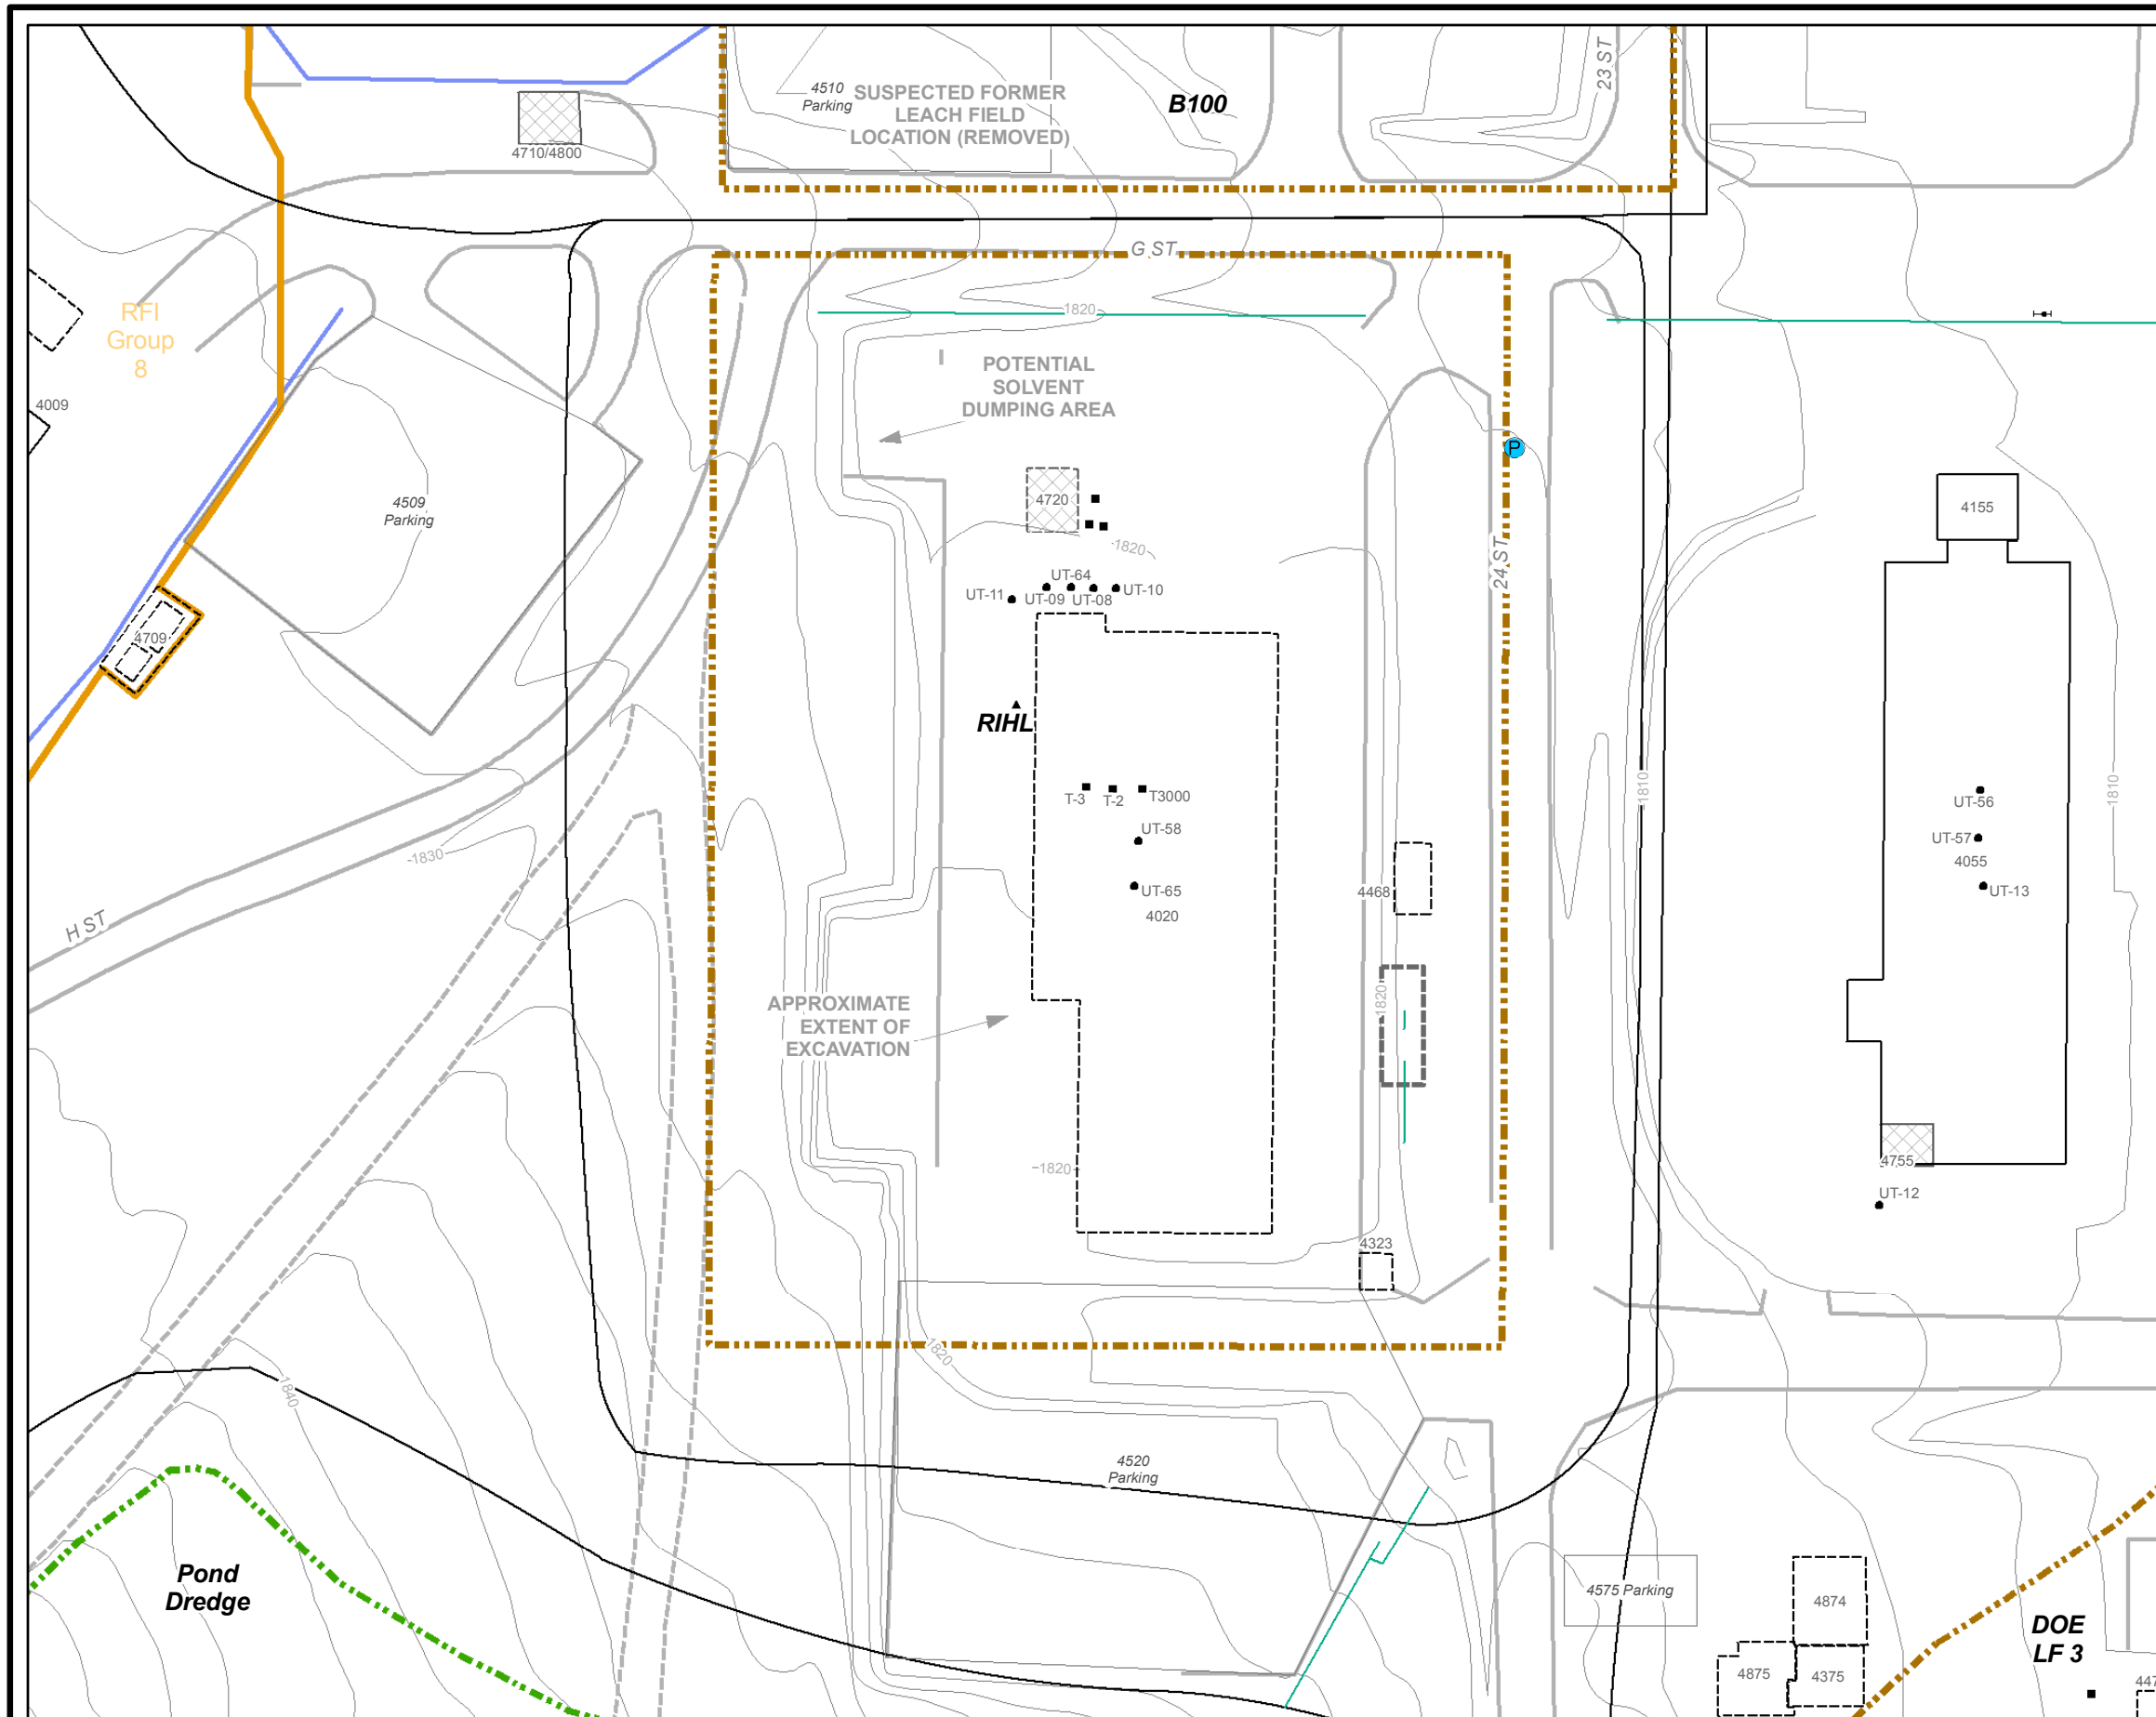 4510
Parking
SUSPECTED FORMER
LEACH FIELD
LOCATION (REMOVED)
B100
23 ST
4710/4800
G ST
1820
RFI
Group
8
4009
POTENTIAL
SOLVENT
DUMPING AREA
P
4509
Parking
4720
1820
4155
24 ST
UT-64
UT-11
UT-09
UT-08
UT-10
4709
RIHL
T-3
T-2
T3000
UT-58
UT-65
4020
1810
1810
UT-56
UT-57
4055
UT-13
1830
4468
H ST
APPROXIMATE
EXTENT OF
EXCAVATION
1820
1820
4755
UT-12
4323
1820
1840
4520
Parking
Pond
Dredge
4575 Parking
4874
DOE
LF 3
4875
4375
447